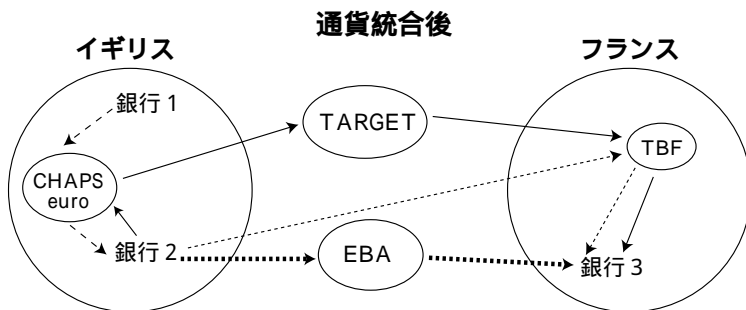 通貨統合後
イギリス
フランス
銀行 1
TARGET
TBF
CHAPS
euro
銀行 2
EBA
銀行 3